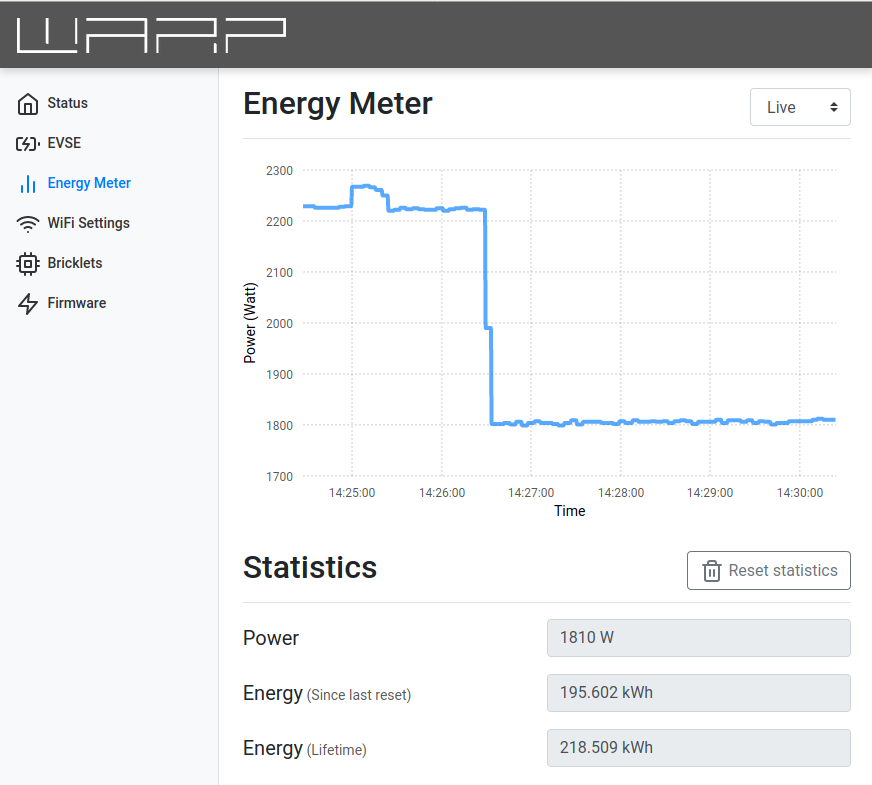 WARP
Status
EVSE
Energy Meter
WiFi Settings
Bricklets
Firmware
Energy Meter
Live
2300
2200
2100
2000
1900
1800
1700
Power (Watt)
14:25:00 14:26:00 14:27:00 14:28:00 14:29:00 14:30:00
Time
Statistics
Reset statistics
Power
1810 W
Energy (Since last reset)
195.602 kWh
Energy (Lifetime)
218.509 kWh